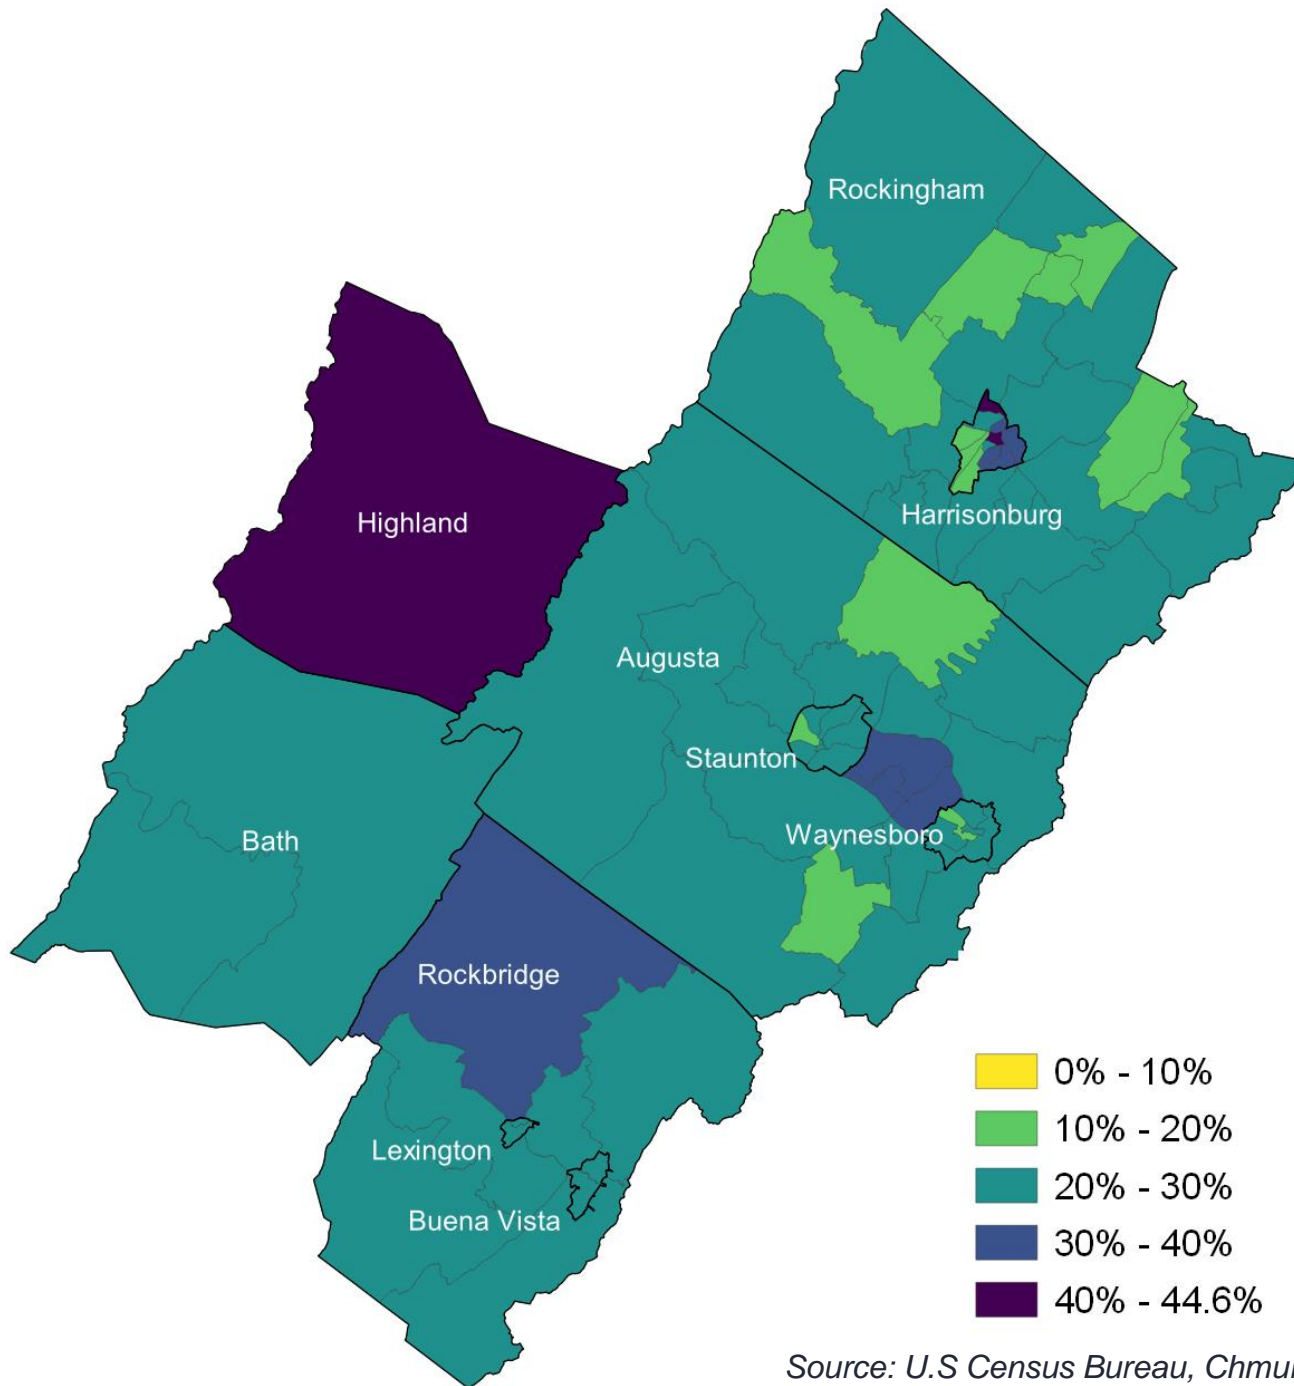 Rockingham
Highland
Harrisonburg
Augusta
Staunton
Waynesboro
Bath
Rockbridge
Lexington
Buena Vista
0% - 10%
10% - 20%
20% - 30%
30% - 40%
40% - 44.6%
Source: U.S Census Bureau,